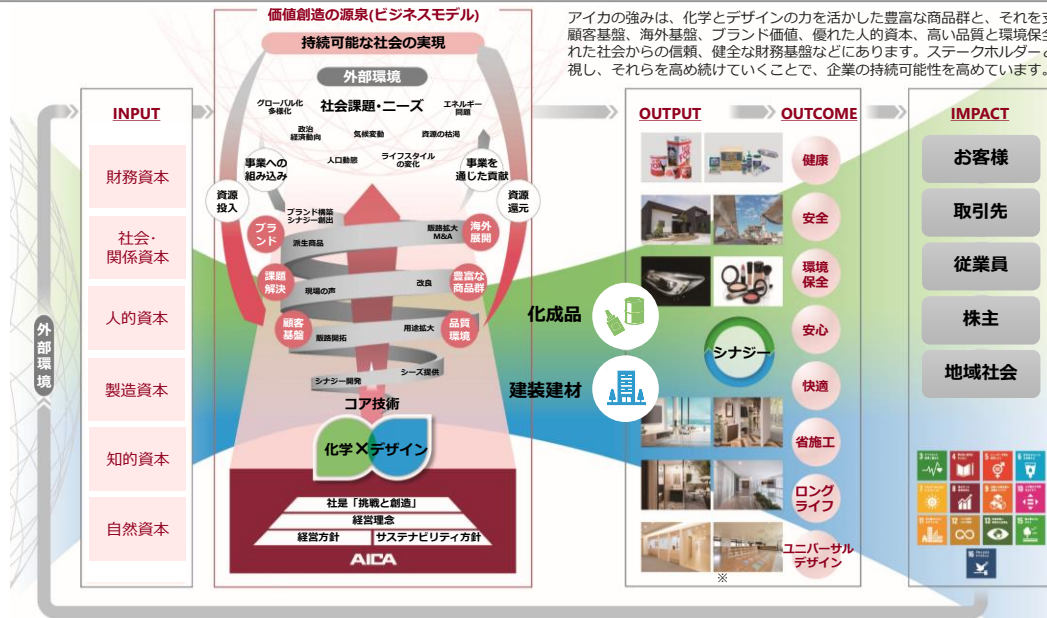 価値創造の源泉(ビジネスモデル)
アイカの強みは、化学とデザインの力を活かした豊富な商品群と、それを支
顧客基盤、海外基盤、ブランド価値、優れた人的資本、高い品質と環境保全
れた社会からの信頼、健全な財務基盤などにあります。ステークホルダーと
視し、それらを高め続けていくことで、企業の持続可能性を高めています。
持続可能な社会の実現
外部環境
グローバル化
多様化
社会課題・ニーズ
エネルギー
問題
政治
経済動向
気候変動
資源の枯渇
人口動態
ライフスタイル
の変化
事業への
組み込み
事業を
通じた貢献
資源
投入
資源
還元
ブランド構築
シナジー創出
ブラ
ンド
派生商品
販路拡大
M&A
海外
展開
課題
解決
現場の声
改良
豊富な
商品群
顧客
基盤
販路開拓
用途拡大
品質
環境
シナジー開発
シーズ提供
コア技術
化学×デザイン
社是「挑戦と創造」
経営理念
経営方針
サステナビリティ方針
AICA
外部環境
INPUT
財務資本
社会・
関係資本
人的資本
製造資本
知的資本
自然資本
化成品
建装建材
OUTPUT
OUTCOME
シナジー
健康
安全
環境
保全
安心
快適
省施工
ロング
ライフ
ユニバーサル
デザイン
※
IMPACT
お客様
取引先
従業員
株主
地域社会
3
4
5
6
7
8
9
10
11
12
13
15
16